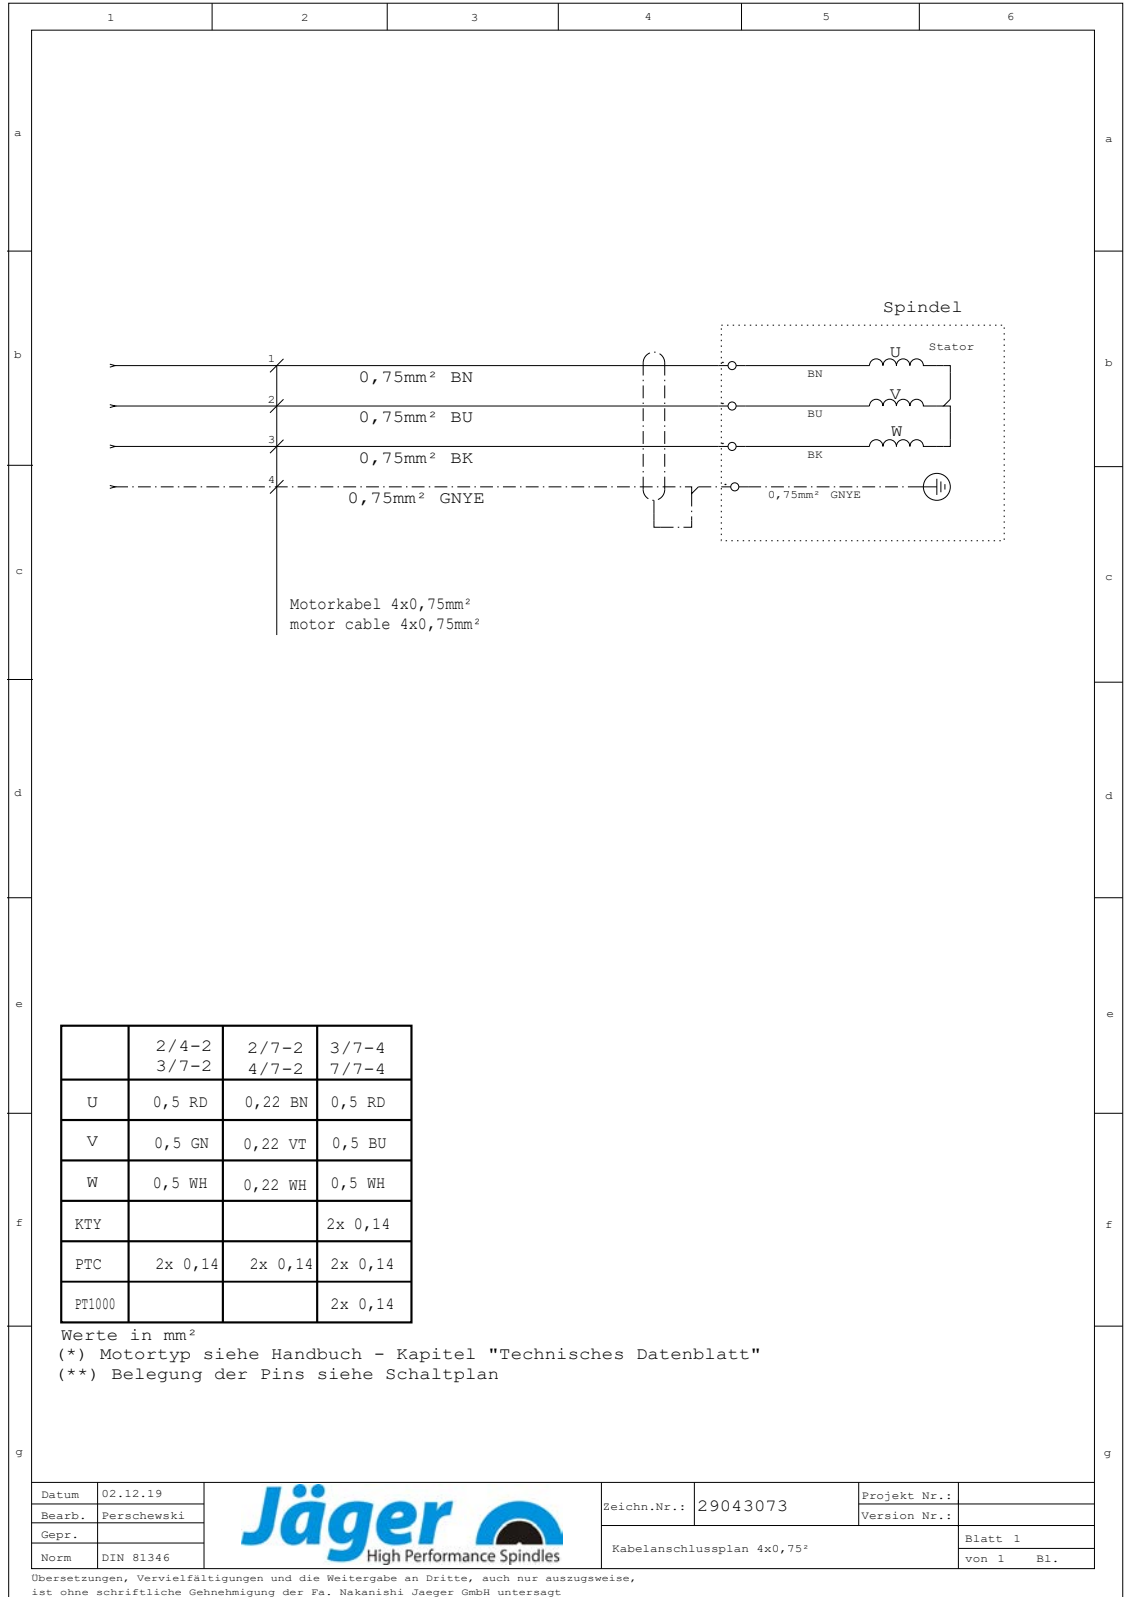 1 2 3 4 5 6
a a
Spindel
b b
1 U Stator
0,75mm² BN BN
2 V
0,75mm² BU BU
3 W
0,75mm² BK BK
4
0,75mm² GNYE 0,75mm² GNYE
c c
Motorkabel 4x0,75mm²
motor cable 4x0,75mm²
d d
e e
2/4-2 2/7-2 3/7-4
3/7-2 4/7-2 7/7-4
U 0,5 RD 0,22 BN 0,5 RD
V 0,5 GN 0,22 VT 0,5 BU
W 0,5 WH 0,22 WH 0,5 WH
f f
KTY 2x 0,14
PTC 2x 0,14 2x 0,14 2x 0,14
PT1000 2x 0,14
Werte in mm²
(*) Motortyp siehe Handbuch - Kapitel "Technisches Datenblatt"
(**) Belegung der Pins siehe Schaltplan
g g
Datum 02.12.19
Bearb. Perschewski
Gepr.
Norm DIN 81346
Jäger
High Performance Spindles
Zeichn.Nr.: 29043073
Kabelanschlussplan 4x0,75²
Projekt Nr.:
Version Nr.:
Blatt 1
von 1 Bl.
Übersetzungen, Vervielfältigungen und die Weitergabe an Dritte, auch nur auszugsweise,
ist ohne schriftliche Gehnehmigung der Fa. Nakanishi Jaeger GmbH untersagt